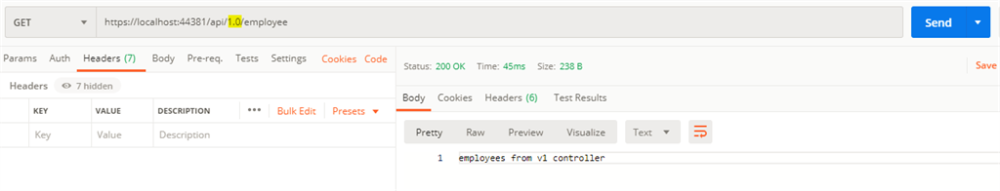 GET https://localhost:44381/api/1.0/employee Send
Params Auth Headers (7) Body Pre-req. Tests Settings Cookies Code
Headers 7 hidden
KEY VALUE DESCRIPTION ••• Bulk Edit Presets
Key Value Description
Status: 200 OK Time: 45ms Size: 238 B Save
Body Cookies Headers (6) Test Results
Pretty Raw Preview Visualize Text
1 employees from v1 controller